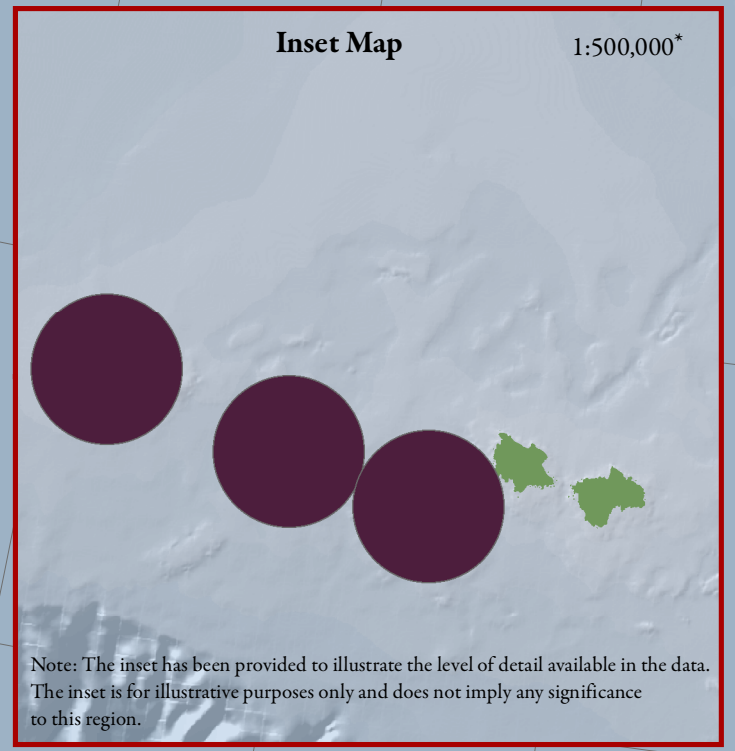 Inset Map
1:500,000*
Note: The inset has been provided to illustrate the level of detail available in the data.
The inset is for illustrative purposes only and does not imply any significance
to this region.